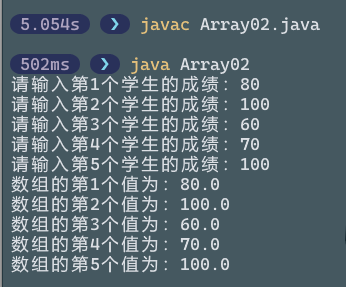 5.054s ❯ javac Array02.java
502ms ❯ java Array02
请输入第1个学生的成绩：80
请输入第2个学生的成绩：100
请输入第3个学生的成绩：60
请输入第4个学生的成绩：70
请输入第5个学生的成绩：100
数组的第1个值为：80.0
数组的第2个值为：100.0
数组的第3个值为：60.0
数组的第4个值为：70.0
数组的第5个值为：100.0